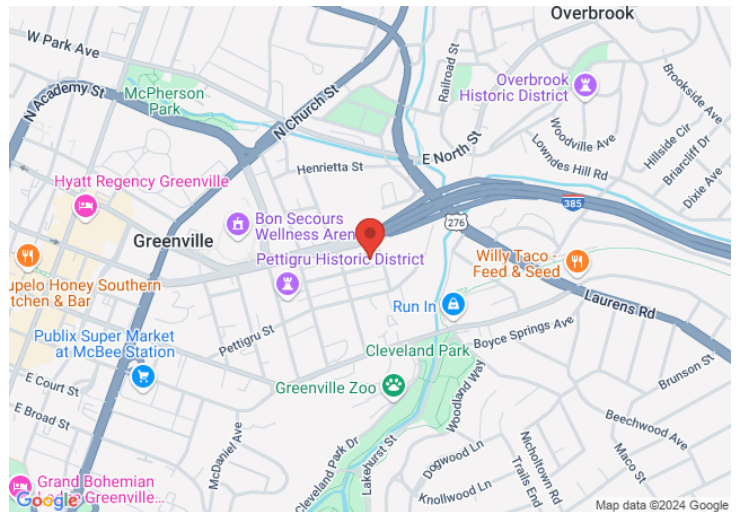 Overbrook
W Park Ave
McPherson
Park
N Academy St
N Church St
Railroad St
Overbrook
Historic District
Brookside Ave
Woodville Ave
Hillside Cir
Briarcliff Dr
Lowndes Hill Rd
Dixie Ave
E North St
Henrietta St
Hyatt Regency Greenville
385
276
Bon Secours
Wellness Aren
Greenville
Pettigru Historic District
Willy Taco -
Feed & Seed
upelo Honey Southern
itchen & Bar
Run In
Laurens Rd
Pettigru St
Publix Super Market
at McBee Station
Boyce Springs Ave
Cleveland Park
Brunson St
E Court St
Greenville Zoo
Woodland Way
Beechwood Ave
E Broad St
McDaniel Ave
Cleveland Park Dr
Lakehurst St
Dogwood Ln
Nicholtown Rd
Trails End
Maco St
Knollwood Ln
Grand Bohemian
Lodge Greenville...
Google
Map data ©2024 Google